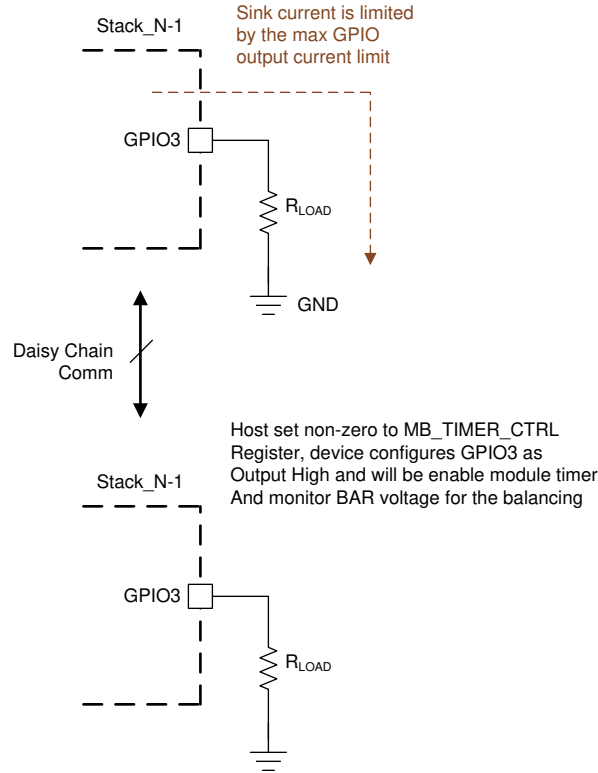 Sink current is limited
by the max GPIO
output current limit
Stack_N-1
GPIO3
R_LOAD
GND
Daisy Chain
Comm
Host set non-zero to MB_TIMER_CTRL
Register, device configures GPIO3 as
Output High and will be enable module timer
And monitor BAR voltage for the balancing
Stack_N-1
GPIO3
R_LOAD